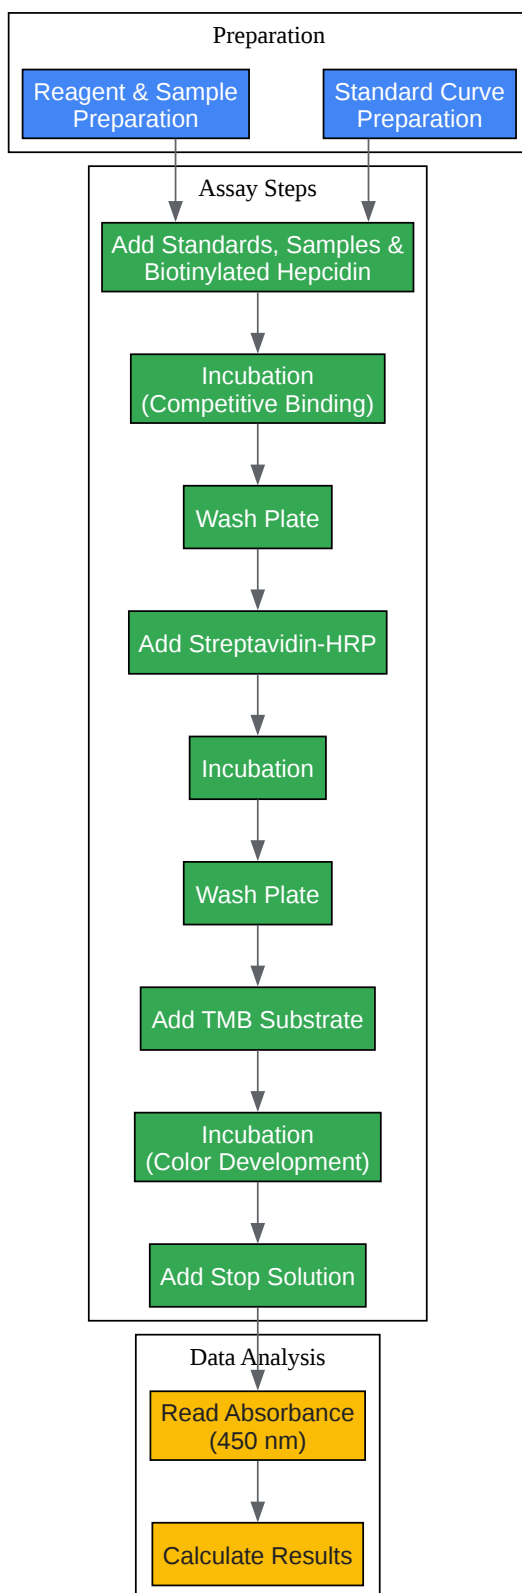 Preparation
Reagent & Sample
Preparation
Standard Curve
Preparation
Assay Steps
Add Standards, Samples &
Biotinylated Hepcidin
Incubation
(Competitive Binding)
Wash Plate
Add Streptavidin-HRP
Incubation
Wash Plate
Add TMB Substrate
Incubation
(Color Development)
Add Stop Solution
Data Analysis
Read Absorbance
(450 nm)
Calculate Results